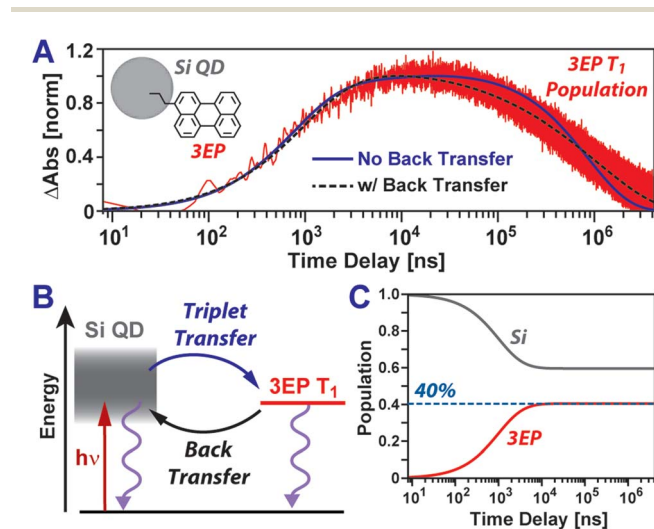 A
Si QD
3EP
3EP T₁
Population
No Back Transfer
w/ Back Transfer
ΔAbs [norm]
1.2
0.8
0.4
0
10¹
10²
10³
10⁴
10⁵
10⁶
Time Delay [ns]
B
Si QD
Triplet
Transfer
3EP T₁
Back
Transfer
hν
Energy
C
Population
1.0
0.8
0.6
0.4
0.2
0
Si
40%
3EP
10¹
10²
10³
10⁴
10⁵
10⁶
Time Delay [ns]